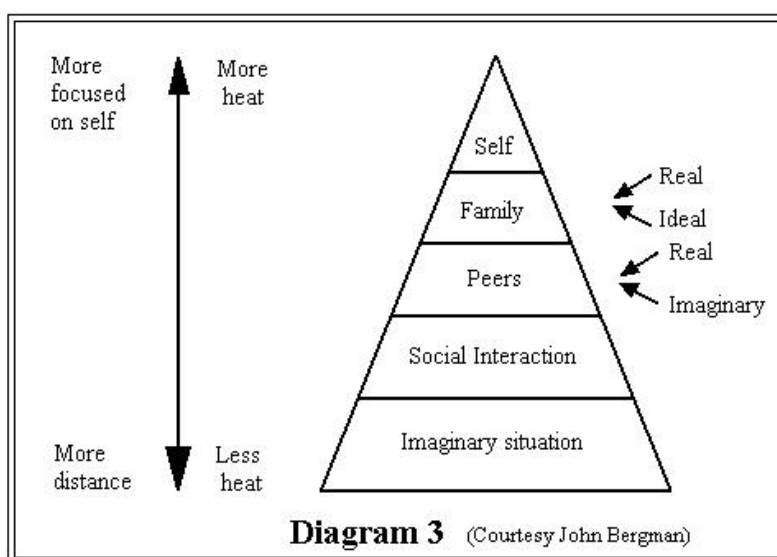 More
focused
on self
More
heat
Self
Family
Peers
Social Interaction
Imaginary situation
Real
Ideal
Real
Imaginary
More
distance
Less
heat
Diagram 3 (Courtesy John Bergman)